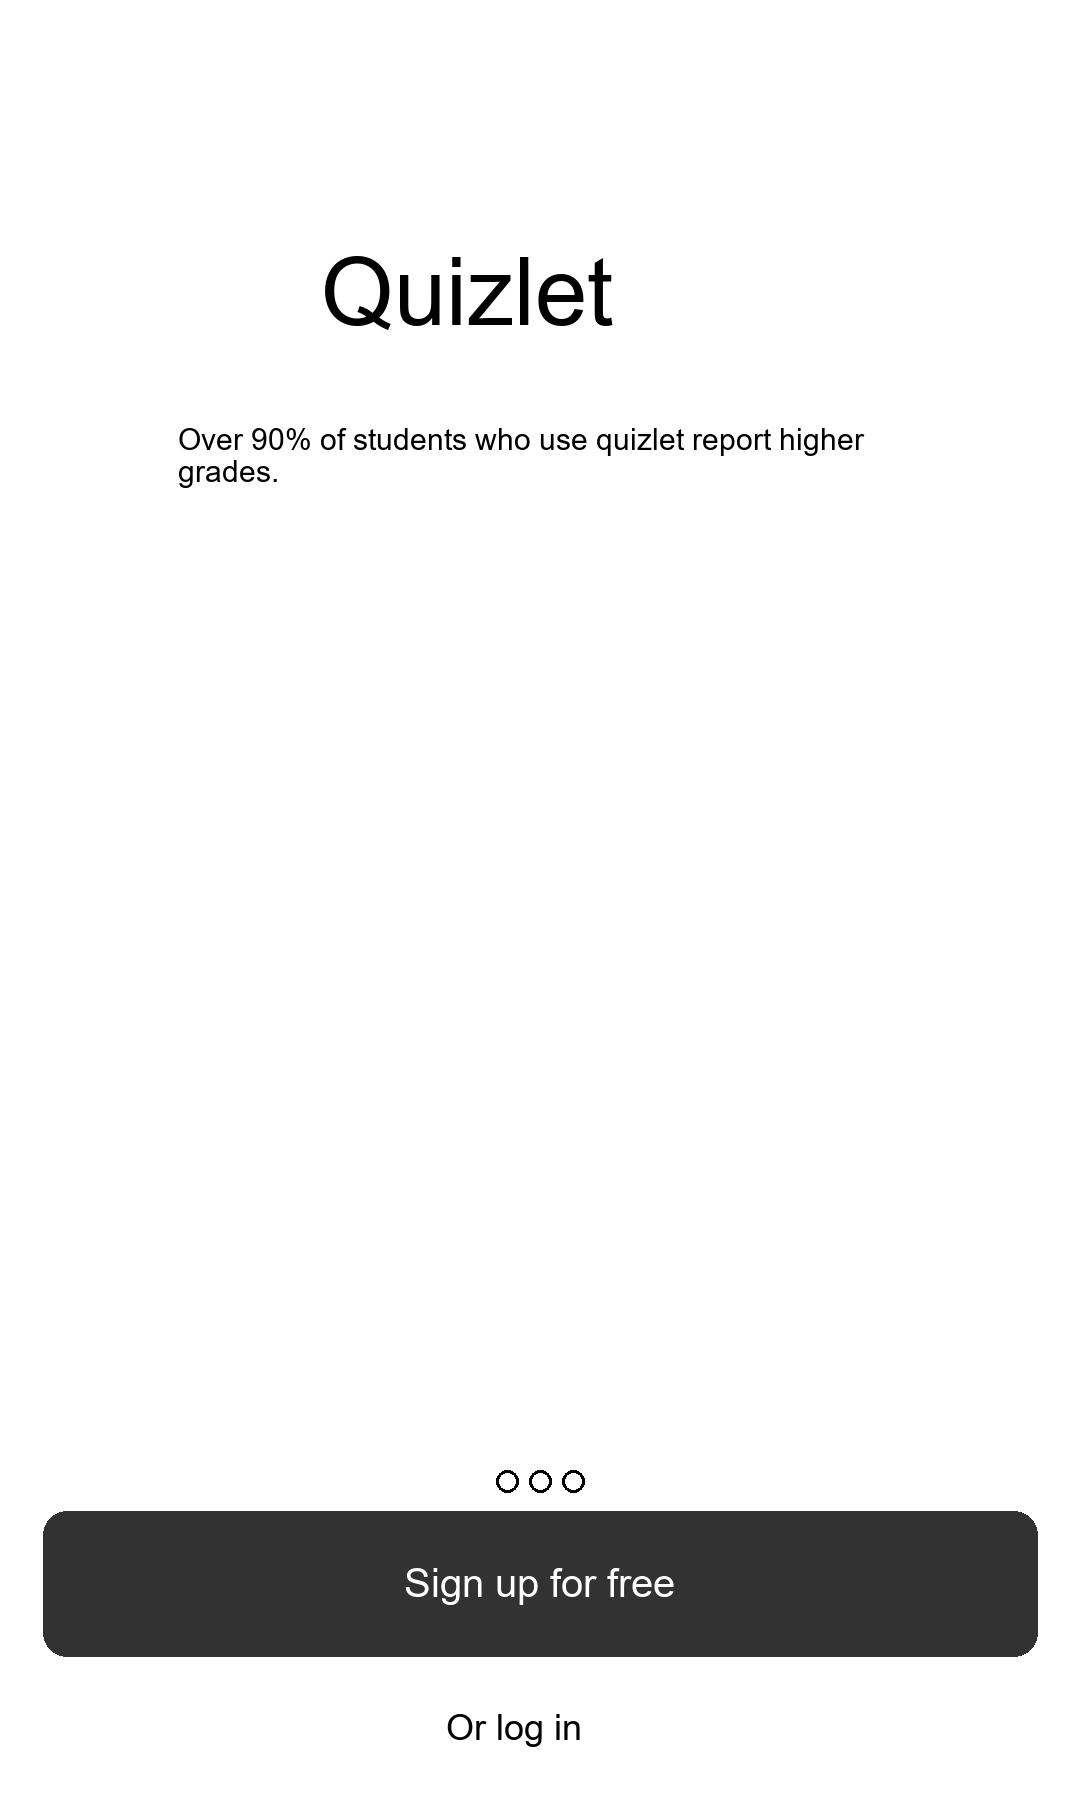 Quizlet
Over 90% of students who use quizlet report higher
grades.
Sign up for free
Or log in